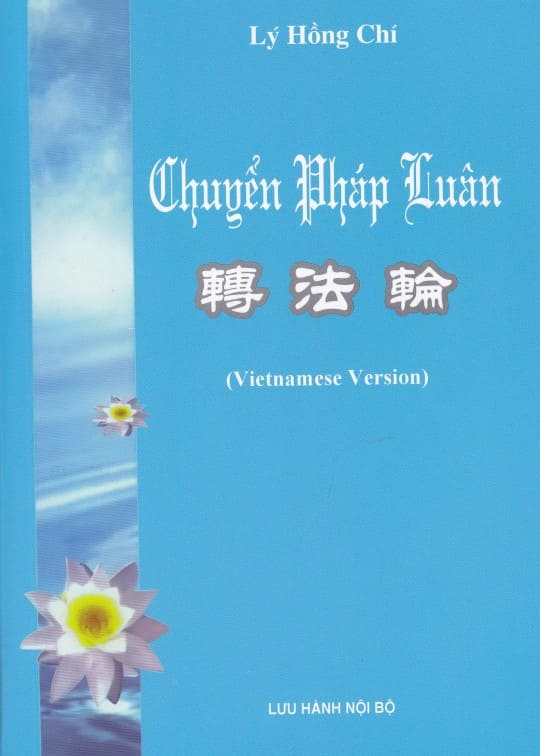 Lý Hồng Chí
Chuyển Pháp Luân
轉法輪
(Vietnamese Version)
LƯU HÀNH NỘI BỘ